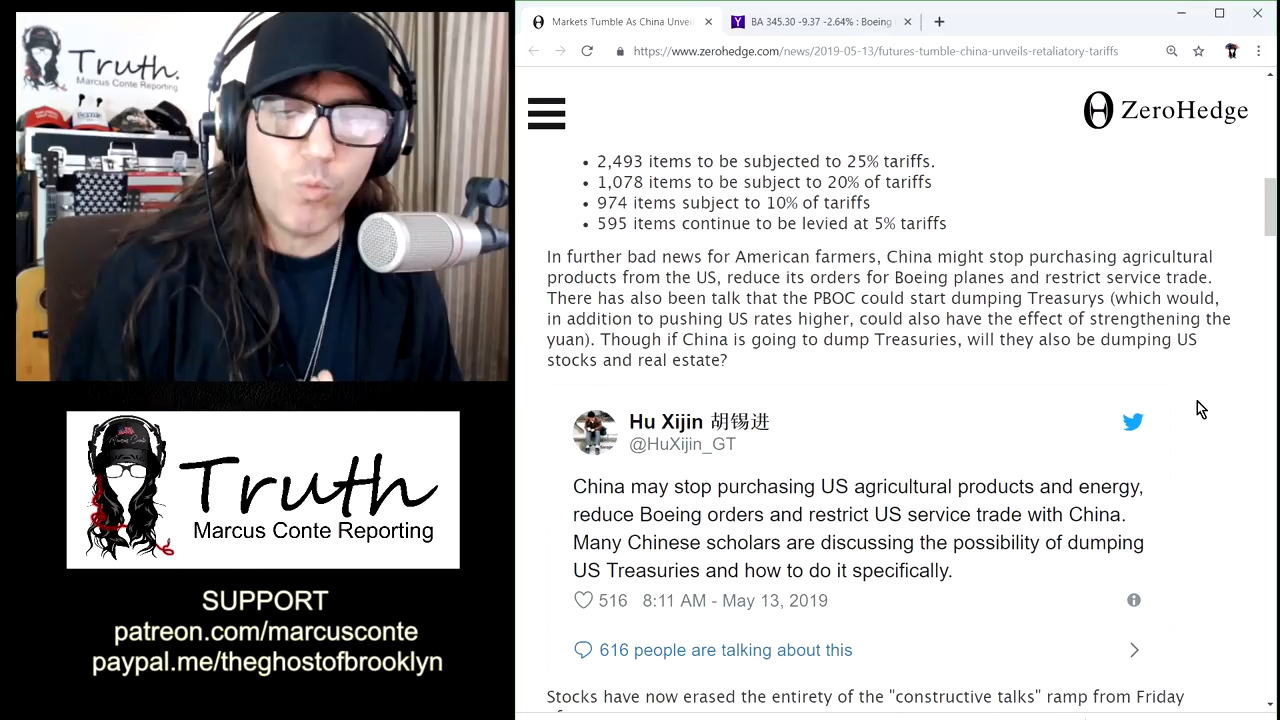 Truth.
Marcus Conte Reporting
Truth
Marcus Conte Reporting
SUPPORT
patreon.com/marcusconte
paypal.me/theghostofbrooklyn
Markets Tumble As China Unvei
BA 345.30 -9.37 -2.64% : Boeing
https://www.zerohedge.com/news/2019-05-13/futures-tumble-china-unveils-retaliatory-tariffs
ZeroHedge
• 2,493 items to be subjected to 25% tariffs.
• 1,078 items to be subject to 20% of tariffs
• 974 items subject to 10% of tariffs
• 595 items continue to be levied at 5% tariffs
In further bad news for American farmers, China might stop purchasing agricultural
products from the US, reduce its orders for Boeing planes and restrict service trade.
There has also been talk that the PBOC could start dumping Treasurys (which would,
in addition to pushing US rates higher, could also have the effect of strengthening the
yuan). Though if China is going to dump Treasuries, will they also be dumping US
stocks and real estate?
Hu Xijin 胡锡进
@HuXijin_GT
China may stop purchasing US agricultural products and energy,
reduce Boeing orders and restrict US service trade with China.
Many Chinese scholars are discussing the possibility of dumping
US Treasuries and how to do it specifically.
516 8:11 AM - May 13, 2019
616 people are talking about this
Stocks have now erased the entirety of the "constructive talks" ramp from Friday